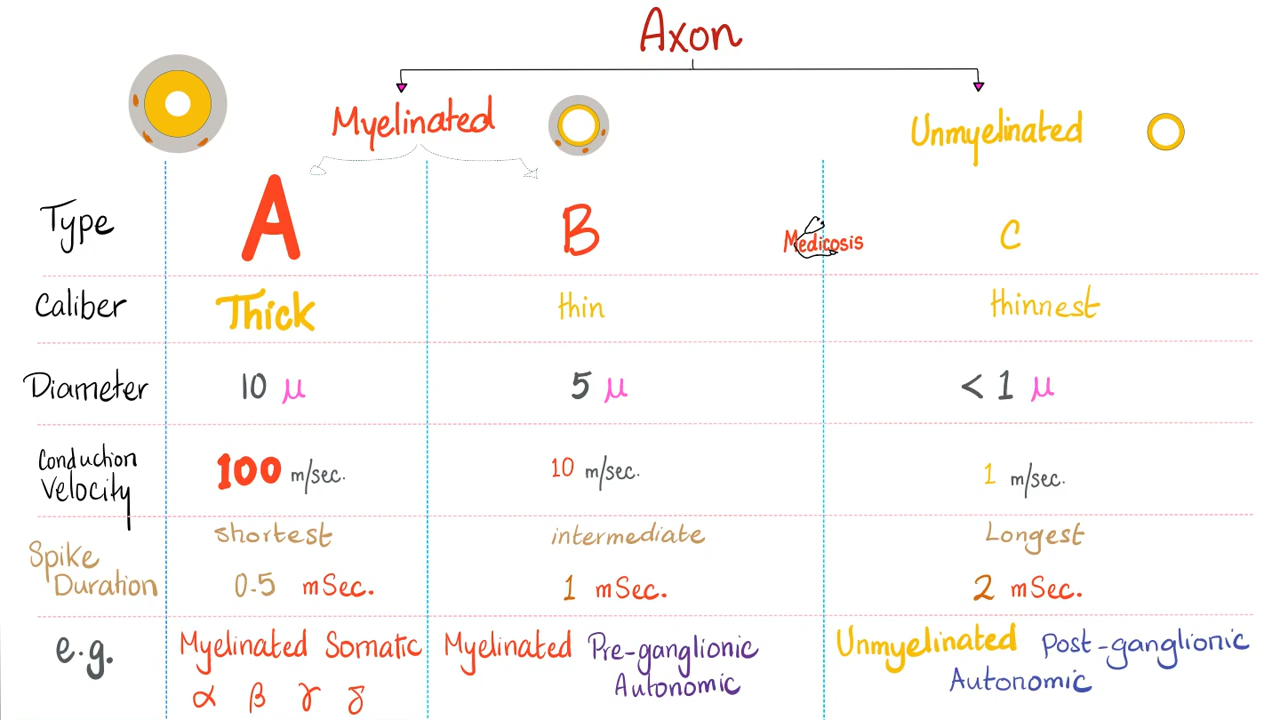 Axon
Myelinated
Unmyelinated
Type
A
B
C
Medicosis
Caliber
Thick
thin
thinnest
Diameter
10 μ
5 μ
< 1 μ
Conduction
Velocity
100 m/sec.
10 m/sec.
1 m/sec.
Spike
Duration
shortest
0.5 mSec.
intermediate
1 mSec.
Longest
2 mSec.
e.g.
Myelinated Somatic
α β γ δ
Myelinated Pre-ganglionic
Autonomic
Unmyelinated Post-ganglionic
Autonomic